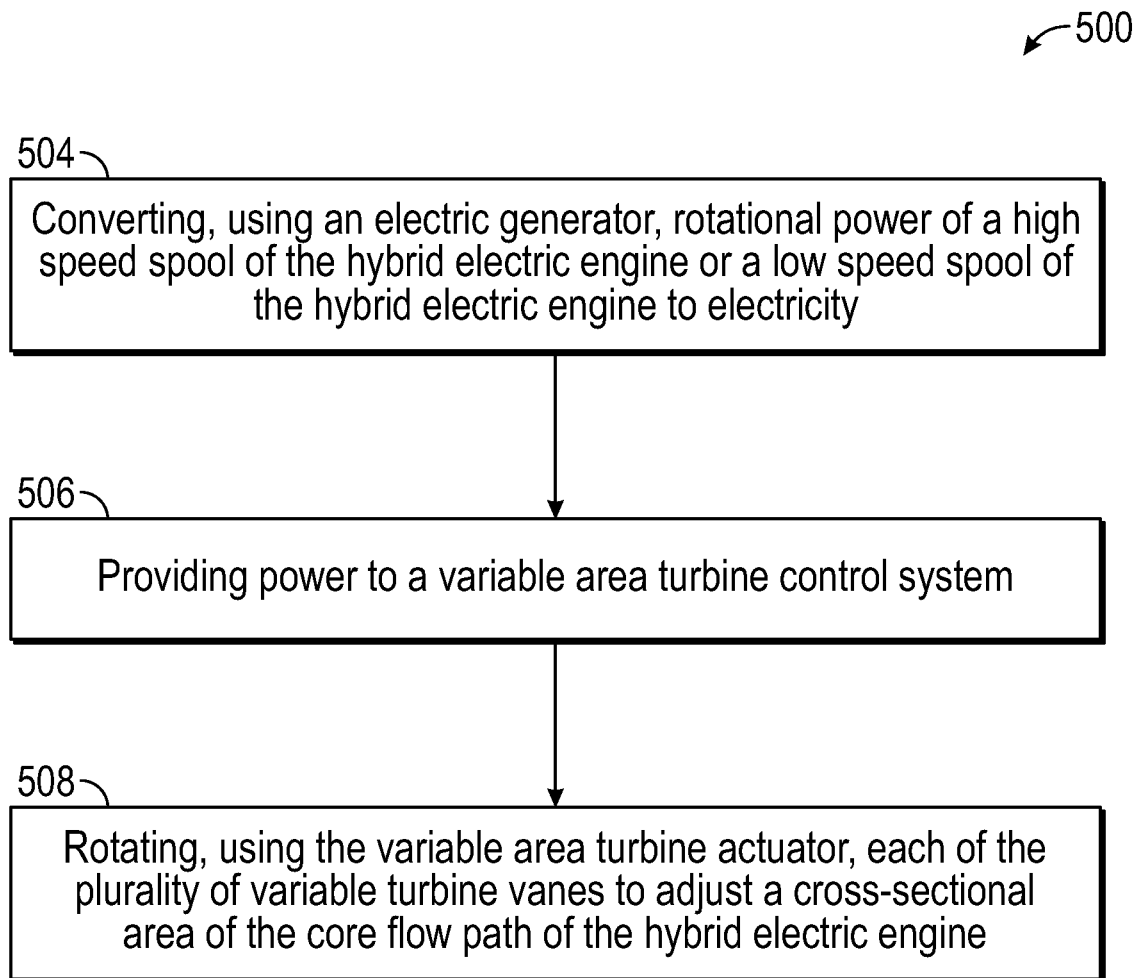 500
504
Converting, using an electric generator, rotational power of a high
speed spool of the hybrid electric engine or a low speed spool of
the hybrid electric engine to electricity
506
Providing power to a variable area turbine control system
508
Rotating, using the variable area turbine actuator, each of the
plurality of variable turbine vanes to adjust a cross-sectional
area of the core flow path of the hybrid electric engine